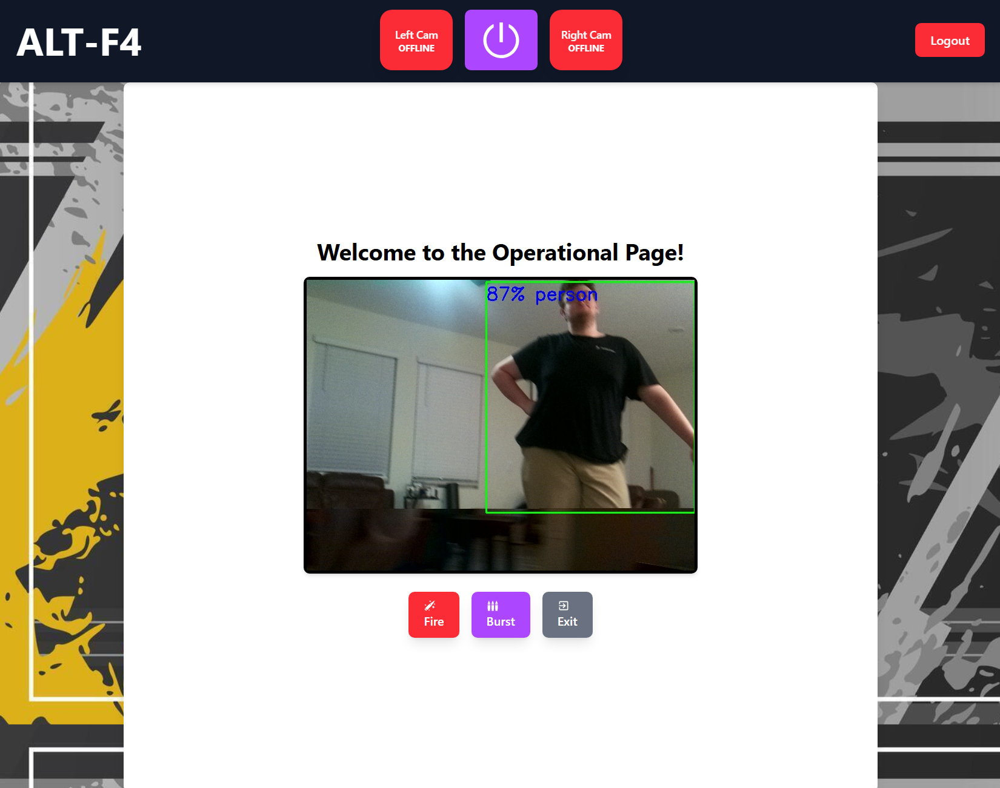 ALT-F4
Left Cam
OFFLINE
Right Cam
OFFLINE
Logout
Welcome to the Operational Page!
87% person
Fire
Burst
Exit